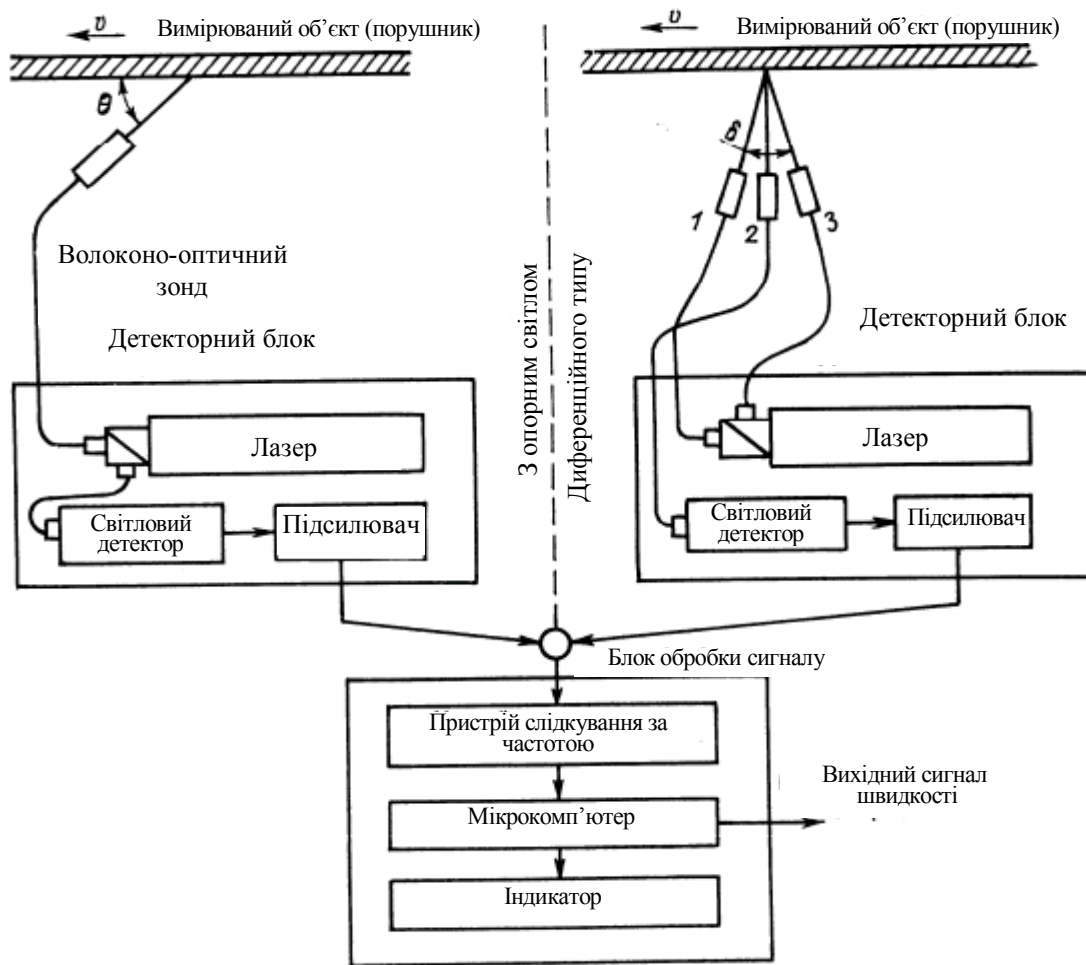 υ
Вимірюваний об’єкт (порушник)
θ
Волоконо-оптичний
зонд
Детекторний блок
Лазер
Світловий
детектор
Підсилювач
З опорним світлом
Диференційного типу
υ
Вимірюваний об’єкт (порушник)
1
2
3
Детекторний блок
Лазер
Світловий
детектор
Підсилювач
Блок обробки сигналу
Пристрій слідкування за
частотою
Мікрокомп’ютер
Індикатор
Вихідний сигнал
швидкості